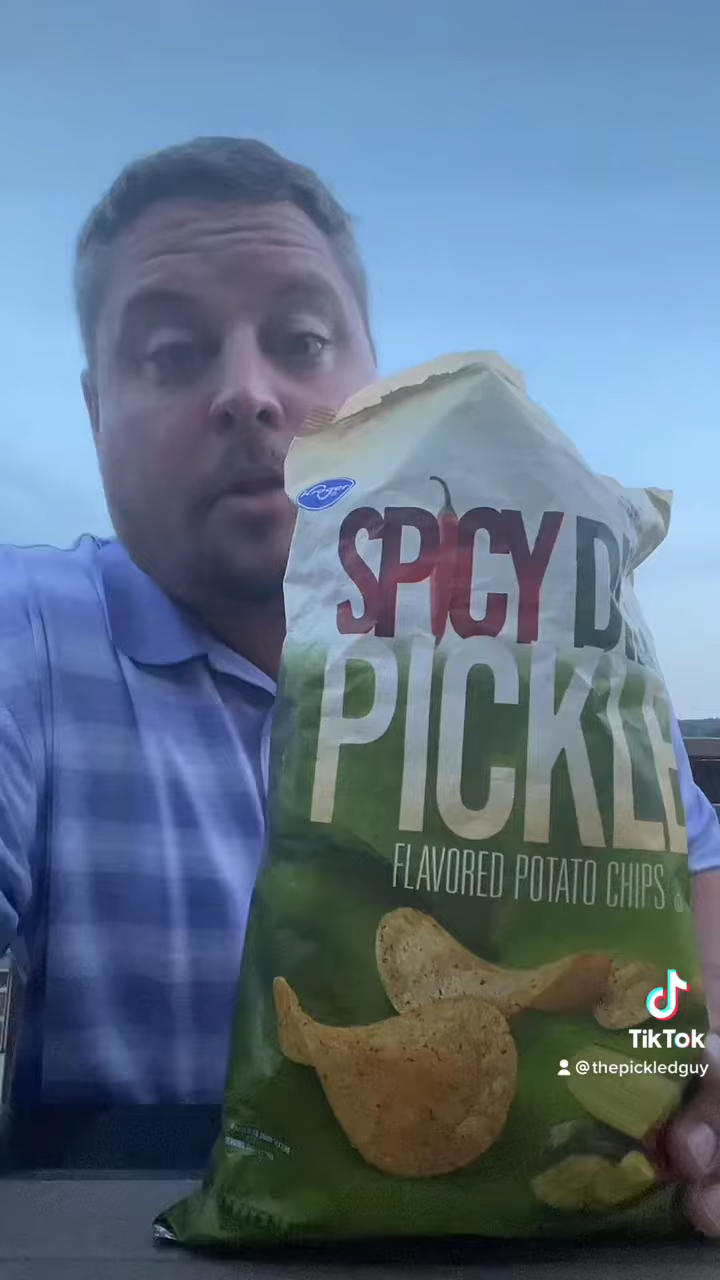 Kroger
SPICY DI
PICKLE
FLAVORED POTATO CHIPS
TikTok
@thepickledguy